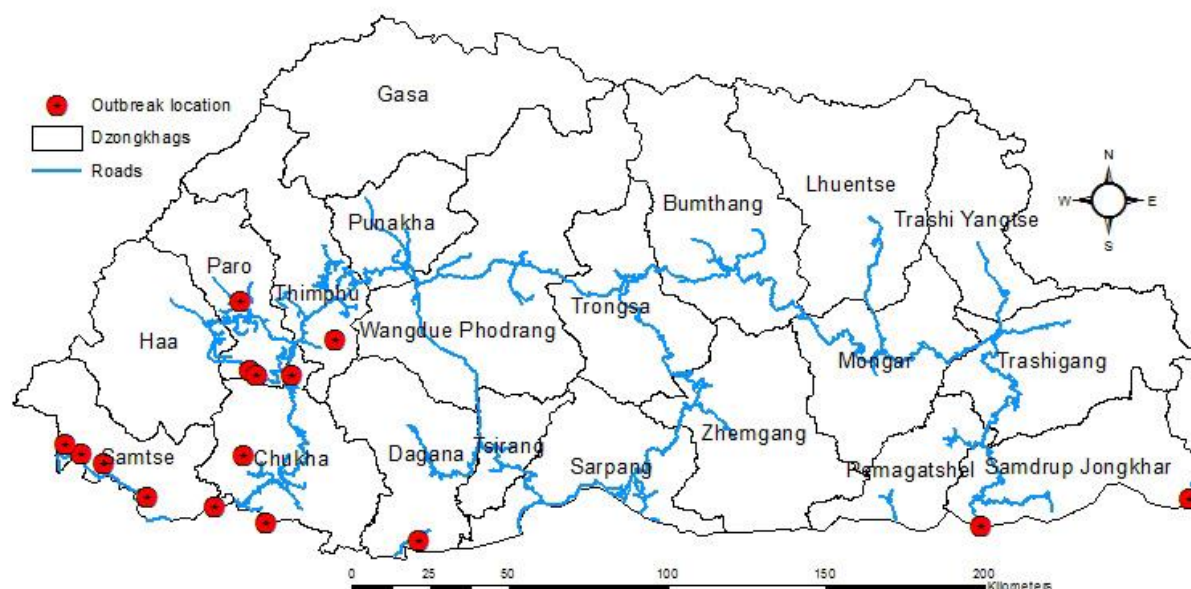 Gasa
Outbreak location
Dzongkhags
Roads
N
W E
S
Lhuentse
Bumthang
Trashi Yangtse
Punakha
Paro
Thimphu
Trongsa
Wangdue Phodrang
Haa
Mongar
Trashigang
Zhemgang
Tsirang
Dagana
Samtse
Chukha
Sarpang
Pemagatshel
Samdrup Jongkhar
0 25 50 100 150 200
Kilometers